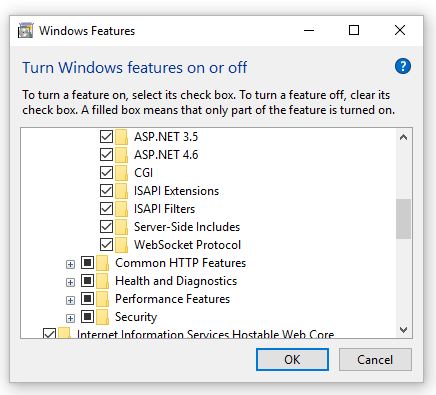 Windows Features
Turn Windows features on or off
To turn a feature on, select its check box. To turn a feature off, clear its
check box. A filled box means that only part of the feature is turned on.
ASP.NET 3.5
ASP.NET 4.6
CGI
ISAPI Extensions
ISAPI Filters
Server-Side Includes
WebSocket Protocol
Common HTTP Features
Health and Diagnostics
Performance Features
Security
Internet Information Services Hostable Web Core
OK Cancel